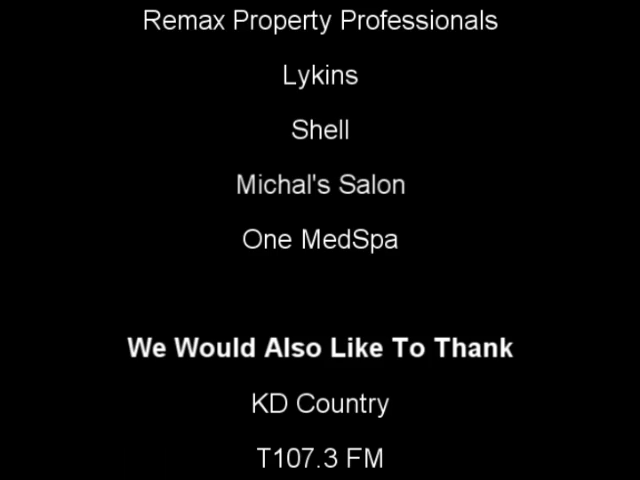 Remax Property Professionals
Lykins
Shell
Michal's Salon
One MedSpa
We Would Also Like To Thank
KD Country
T107.3 FM